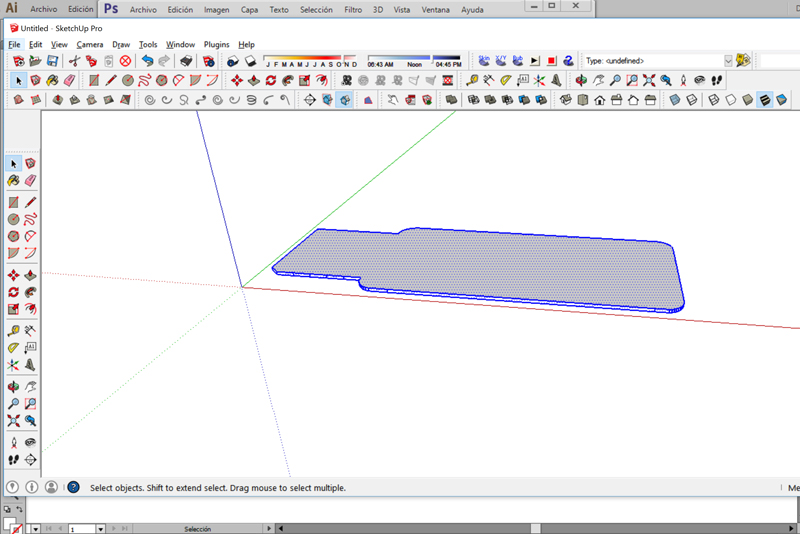 Ai Archivo Edición Ps Archivo Edición Imagen Capa Texto Selección Filtro 3D Vista Ventana Ayuda
Untitled - SketchUp Pro
File Edit View Camera Draw Tools Window Plugins Help
J F M A M J J A S O N D 06:43 AM Noon 04:45 PM Type: <undefined>
Select objects. Shift to extend select. Drag mouse to select multiple. Me
1 Selección